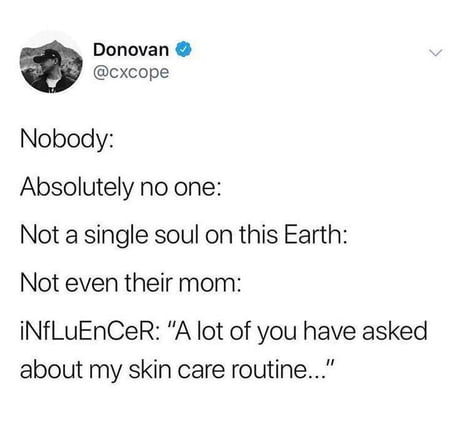 Donovan
@cxcope
Nobody:
Absolutely no one:
Not a single soul on this Earth:
Not even their mom:
iNfLuEnCeR: "A lot of you have asked
about my skin care routine..."